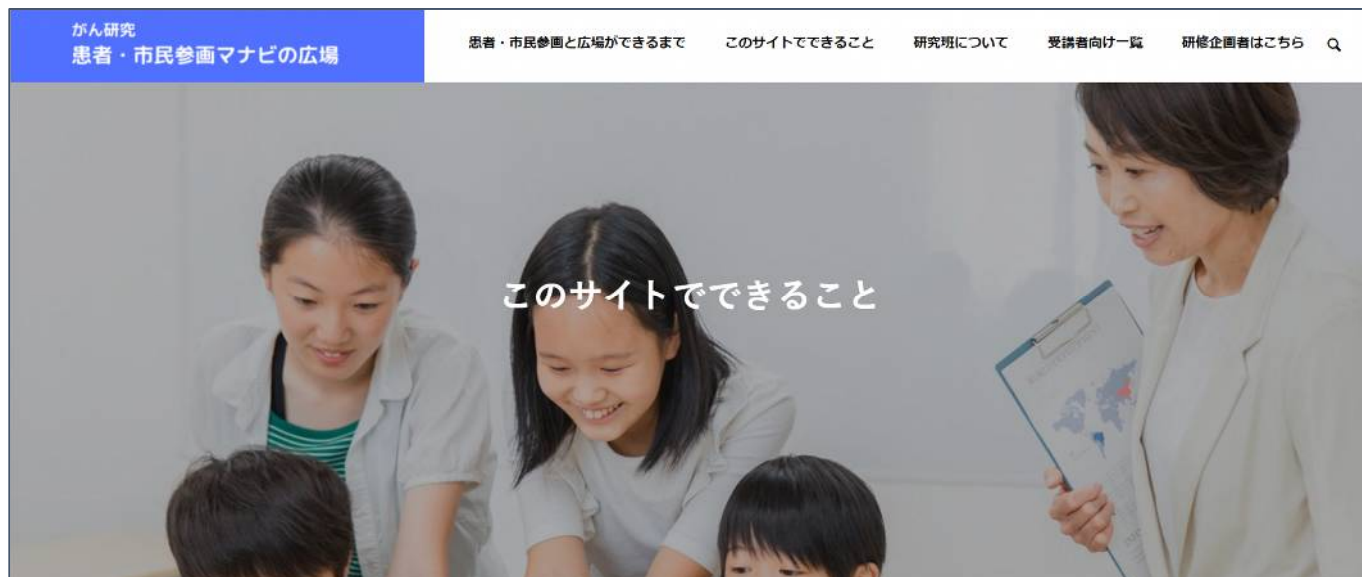 がん研究
患者・市民参画マナビの広場
患者・市民参画と広場ができるまで
このサイトでできること
研究班について
受講者向け一覧
研修企画者はこちら
このサイトでできること